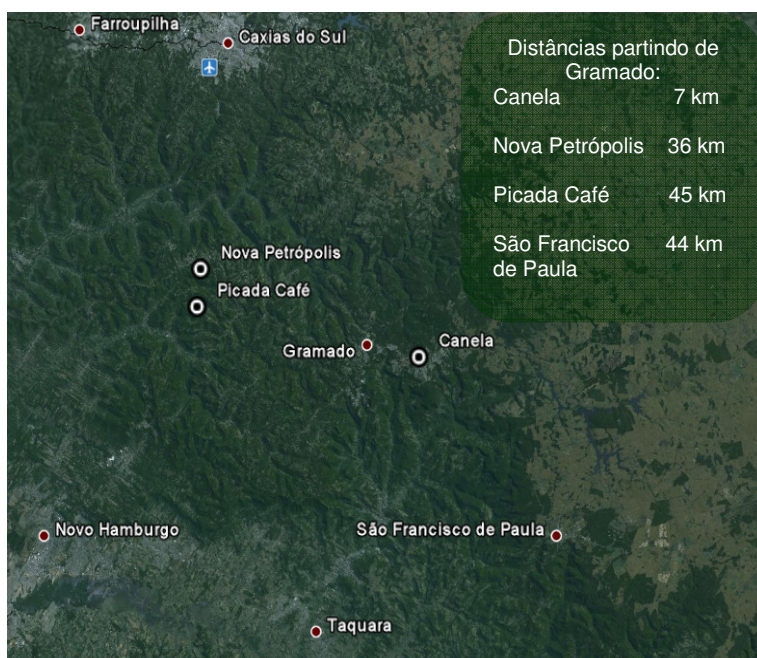 Farroupilha
Caxias do Sul
Distâncias partindo de
Gramado:
Canela 7 km
Nova Petrópolis 36 km
Picada Café 45 km
São Francisco 44 km
de Paula
Nova Petrópolis
Picada Café
Gramado
Canela
Novo Hamburgo
São Francisco de Paula
Taquara